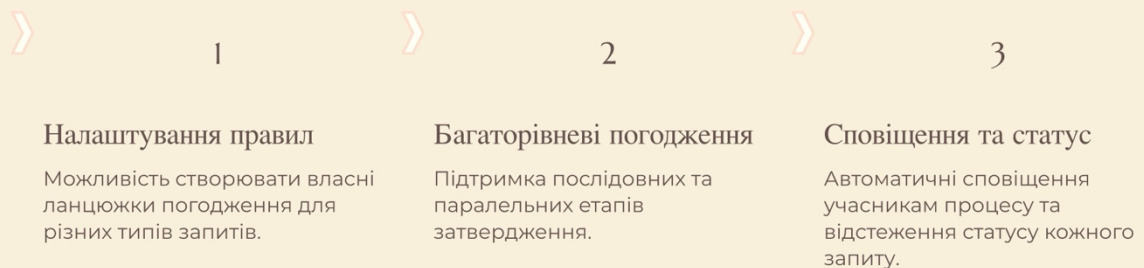 1
Налаштування правил
Можливість створювати власні
ланцюжки погодження для
різних типів запитів.
2
Багаторівневі погодження
Підтримка послідовних та
паралельних етапів
затвердження.
3
Сповіщення та статус
Автоматичні сповіщення
учасникам процесу та
відстеження статусу кожного
запиту.